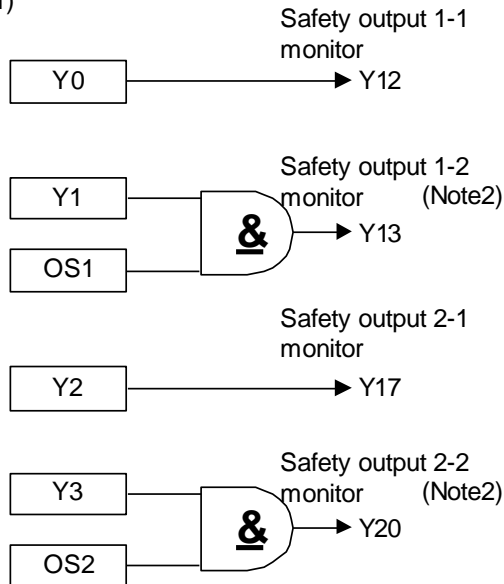 Safety output 1-1
monitor
Y0
Y12
Safety output 1-2
monitor (Note2)
Y1
&
Y13
OS1
Safety output 2-1
monitor
Y2
Y17
Safety output 2-2
monitor (Note2)
Y3
&
Y20
OS2